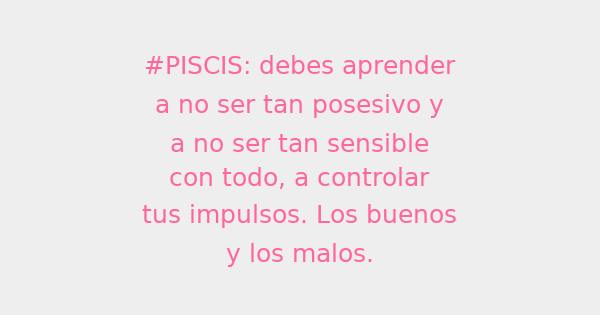 #PISCIS: debes aprender
a no ser tan posesivo y
a no ser tan sensible
con todo, a controlar
tus impulsos. Los buenos
y los malos.